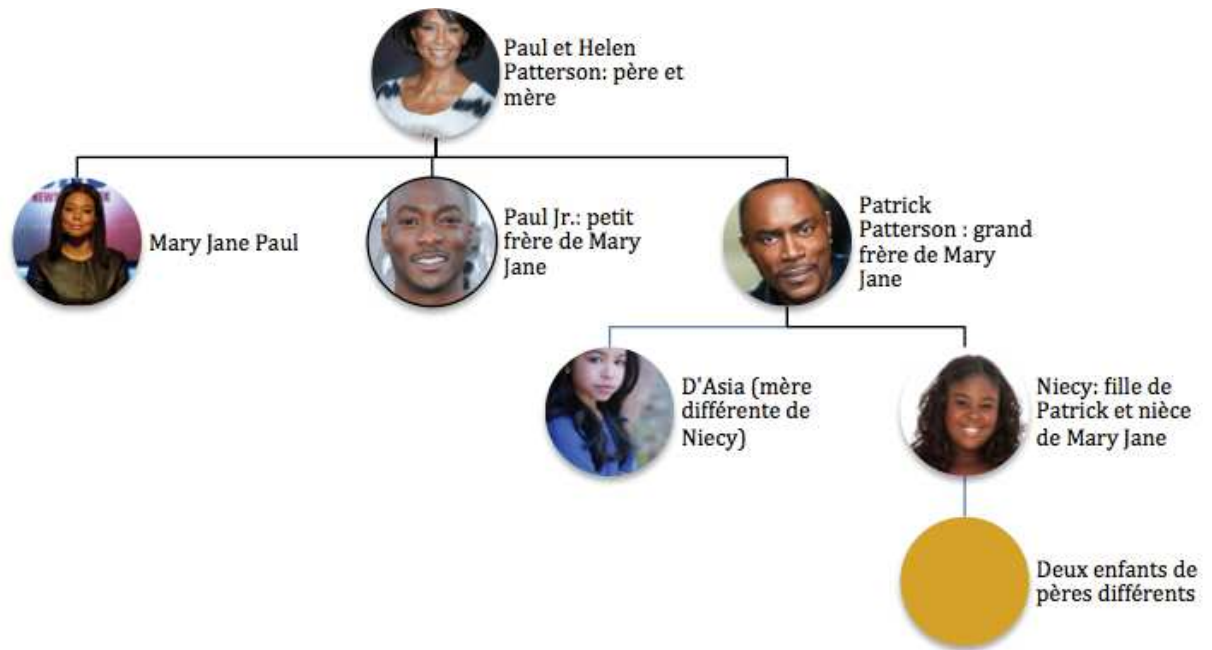 Paul et Helen
Patterson: père et
mère
Mary Jane Paul
Paul Jr.: petit
frère de Mary
Jane
Patrick
Patterson : grand
frère de Mary
Jane
D'Asia (mère
différente de
Niecy)
Niecy: fille de
Patrick et nièce
de Mary Jane
Deux enfants de
pères différents